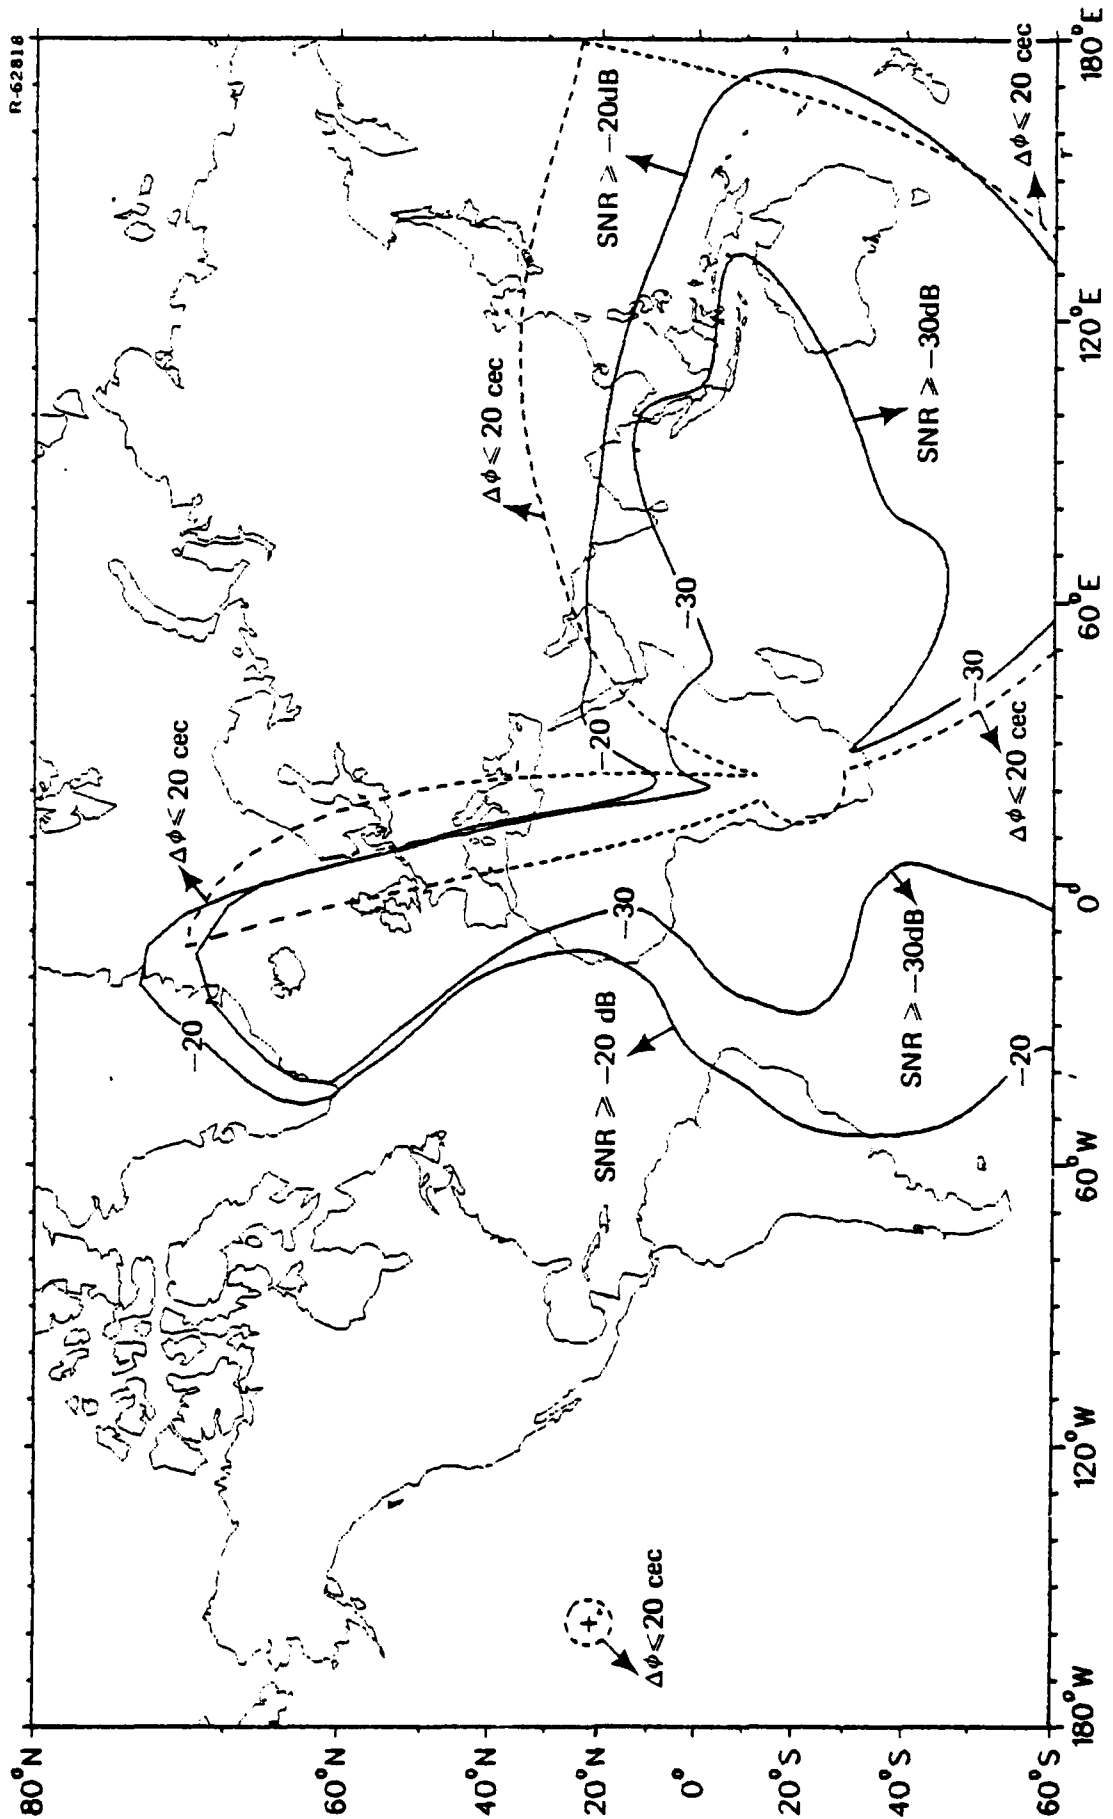 R-62818
80°N
60°N
40°N
20°N
0°
20°S
40°S
60°S
180°W
120°W
60°W
0°
60°E
120°E
180°E
Δϕ ⩽ 20 cec
-20
SNR ⩾ -20 dB
-30
SNR ⩾ -30dB
-20
Δϕ ⩽ 20 cec
-20
Δϕ ⩽ 20 cec
-30
-30
Δϕ ⩽ 20 cec
SNR ⩾ -20dB
SNR ⩾ -30dB
Δϕ ⩽ 20 cec